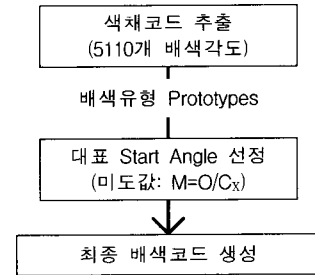 색채코드 추출
(5110개 배색각도)
배색유형 Prototypes
대표 Start Angle 선정
(미도값: M=O/Cx)
최종 배색코드 생성